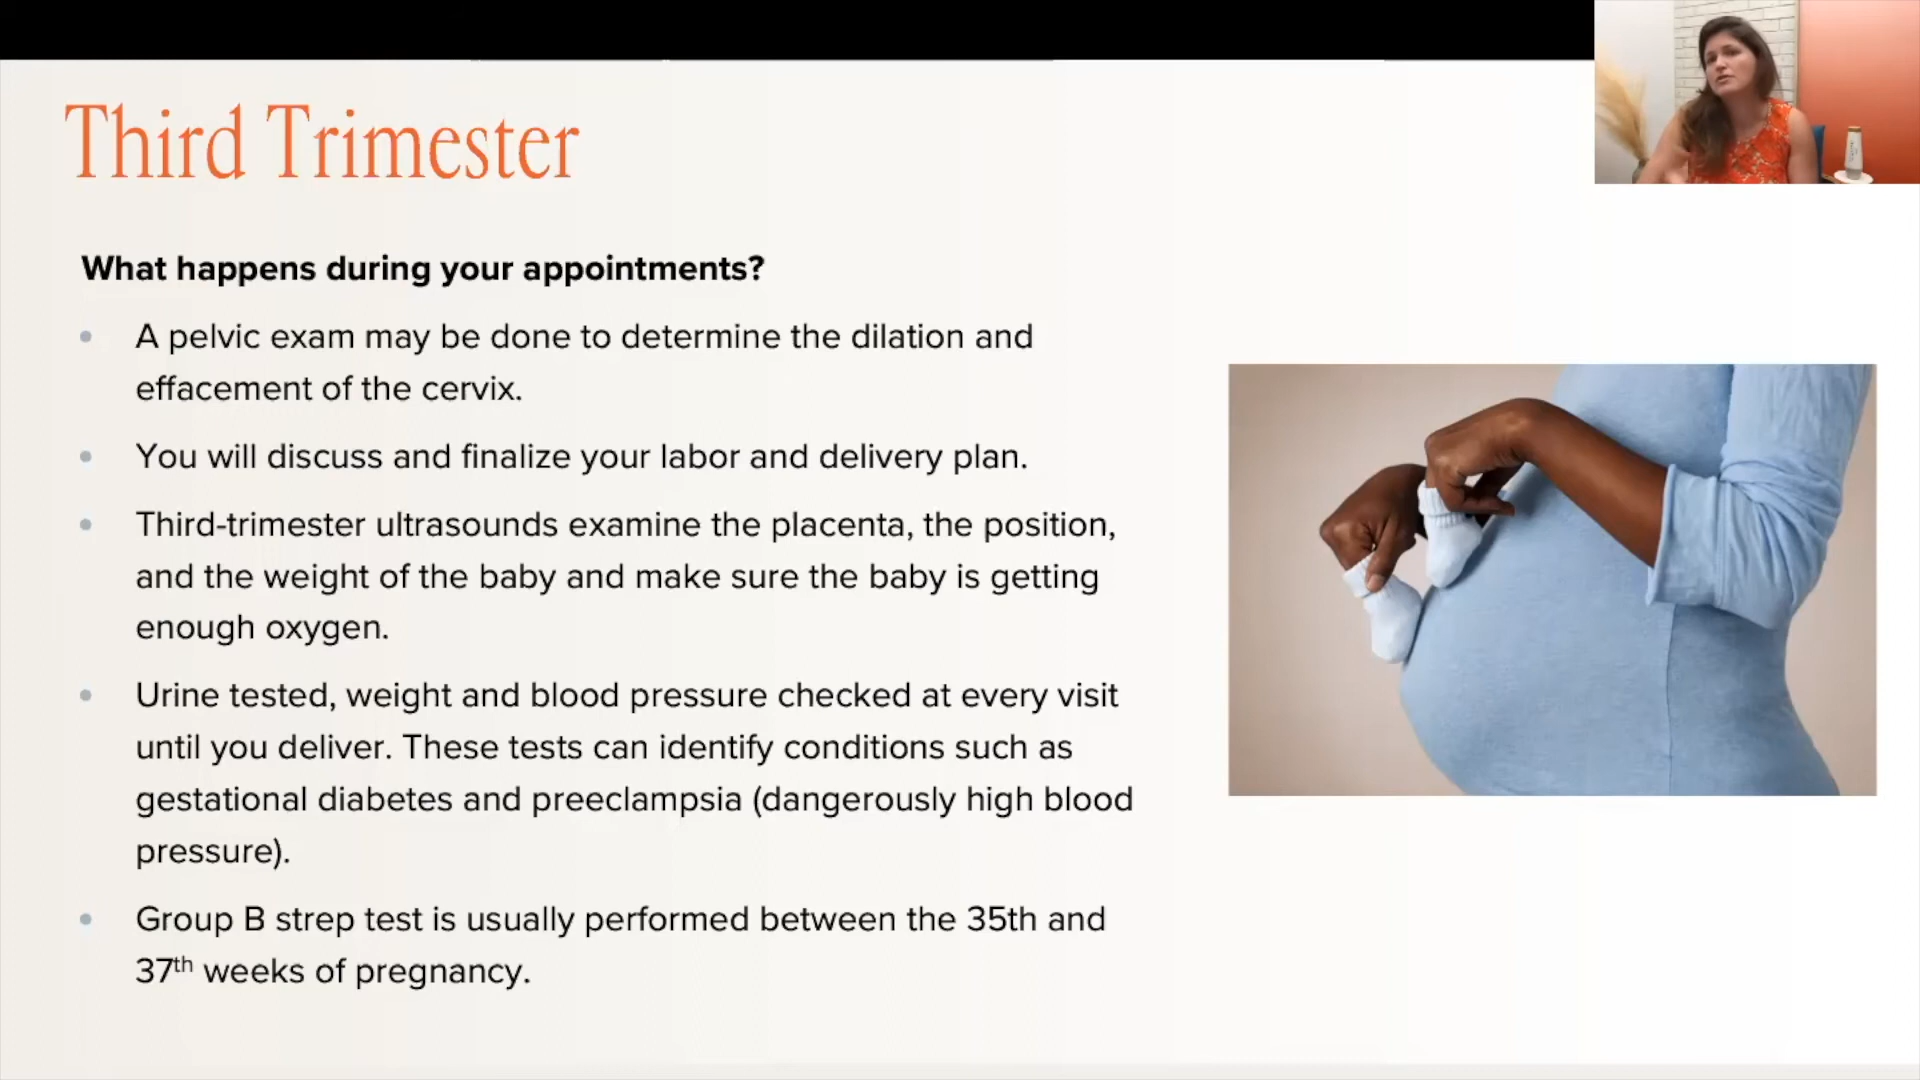 Third Trimester
What happens during your appointments?
• A pelvic exam may be done to determine the dilation and
effacement of the cervix.
• You will discuss and finalize your labor and delivery plan.
• Third-trimester ultrasounds examine the placenta, the position,
and the weight of the baby and make sure the baby is getting
enough oxygen.
• Urine tested, weight and blood pressure checked at every visit
until you deliver. These tests can identify conditions such as
gestational diabetes and preeclampsia (dangerously high blood
pressure).
• Group B strep test is usually performed between the 35th and
37th weeks of pregnancy.